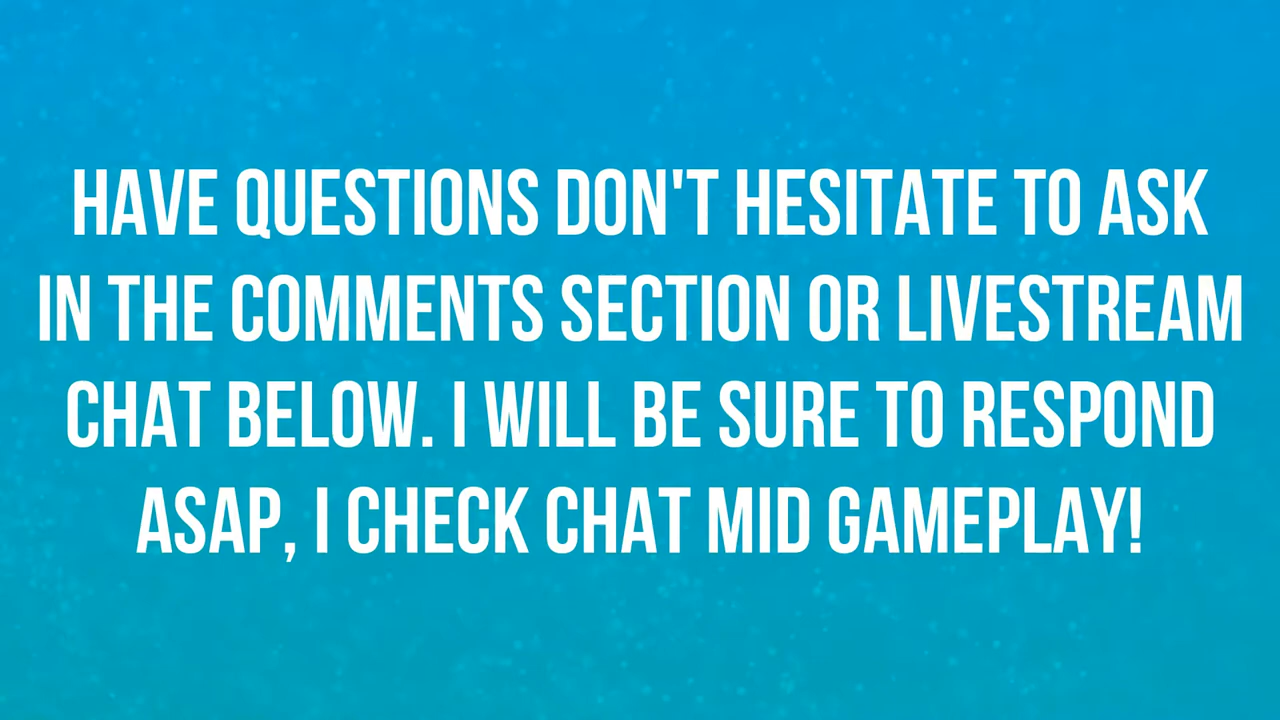 HAVE QUESTIONS DON'T HESITATE TO ASK
IN THE COMMENTS SECTION OR LIVESTREAM
CHAT BELOW. I WILL BE SURE TO RESPOND
ASAP, I CHECK CHAT MID GAMEPLAY!